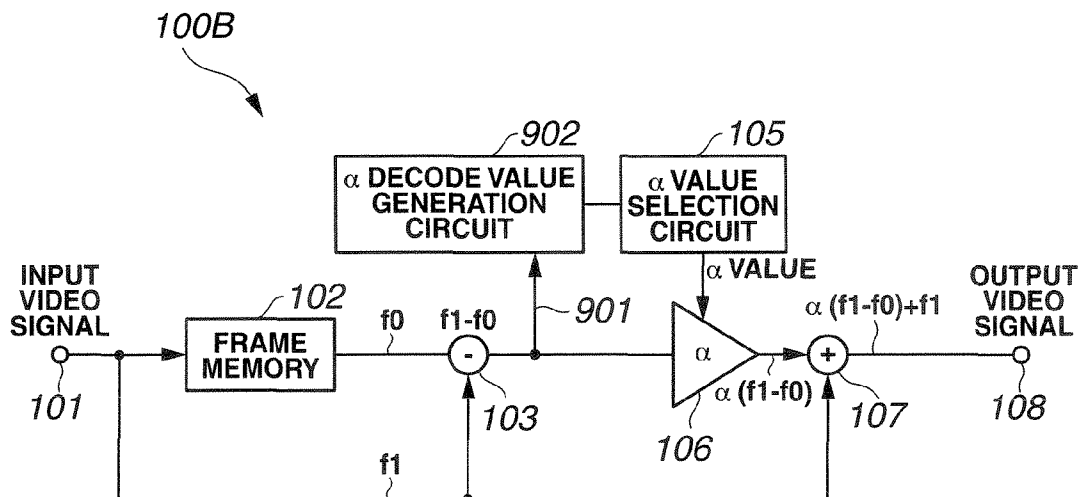 100B
902
105
α DECODE VALUE
GENERATION
CIRCUIT
α VALUE
SELECTION
CIRCUIT
α VALUE
901
INPUT
VIDEO
SIGNAL
101
102
FRAME
MEMORY
f0
f1-f0
-
103
α
106
α (f1-f0)
+
107
α (f1-f0)+f1
OUTPUT
VIDEO
SIGNAL
108
f1